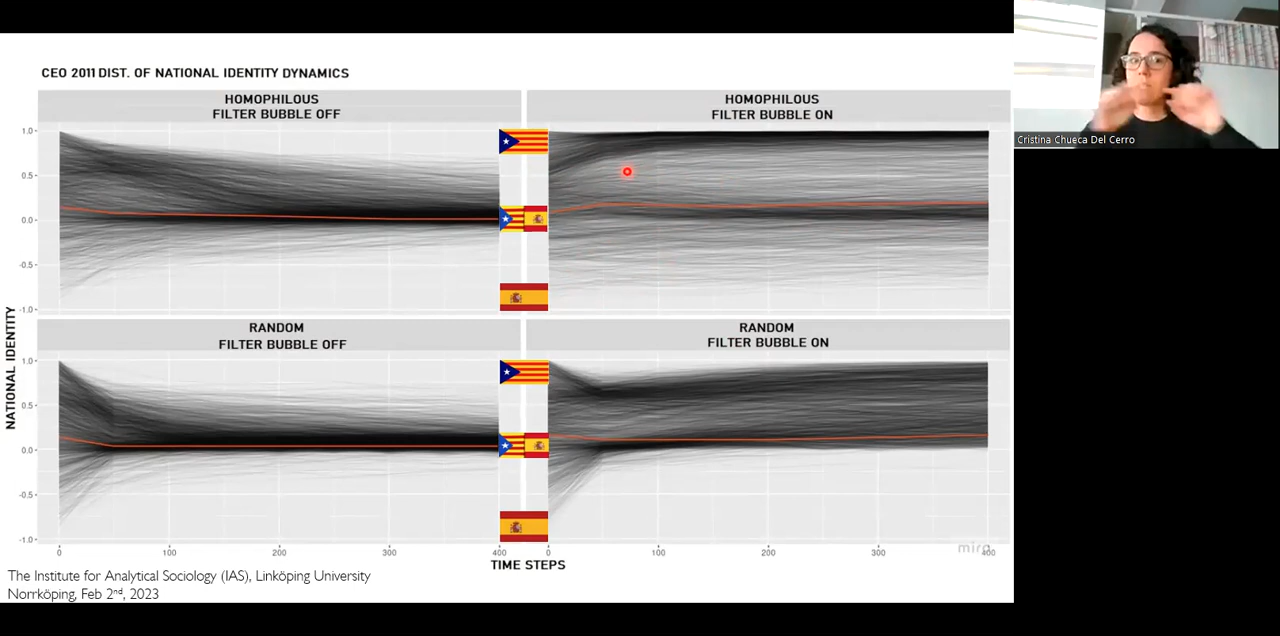 CEO 2011 DIST. OF NATIONAL IDENTITY DYNAMICS
HOMOPHILOUS
FILTER BUBBLE OFF
HOMOPHILOUS
FILTER BUBBLE ON
Cristina Chueca Del Cerro
1.0
0.5
0.0
-0.5
-1.0
RANDOM
FILTER BUBBLE OFF
RANDOM
FILTER BUBBLE ON
NATIONAL IDENTITY
1.0
0.5
0.0
-0.5
-1.0
0 100 200 300 400 0 100 200 300 400
miro
TIME STEPS
The Institute for Analytical Sociology (IAS), Linköping University
Norrköping, Feb 2nd, 2023